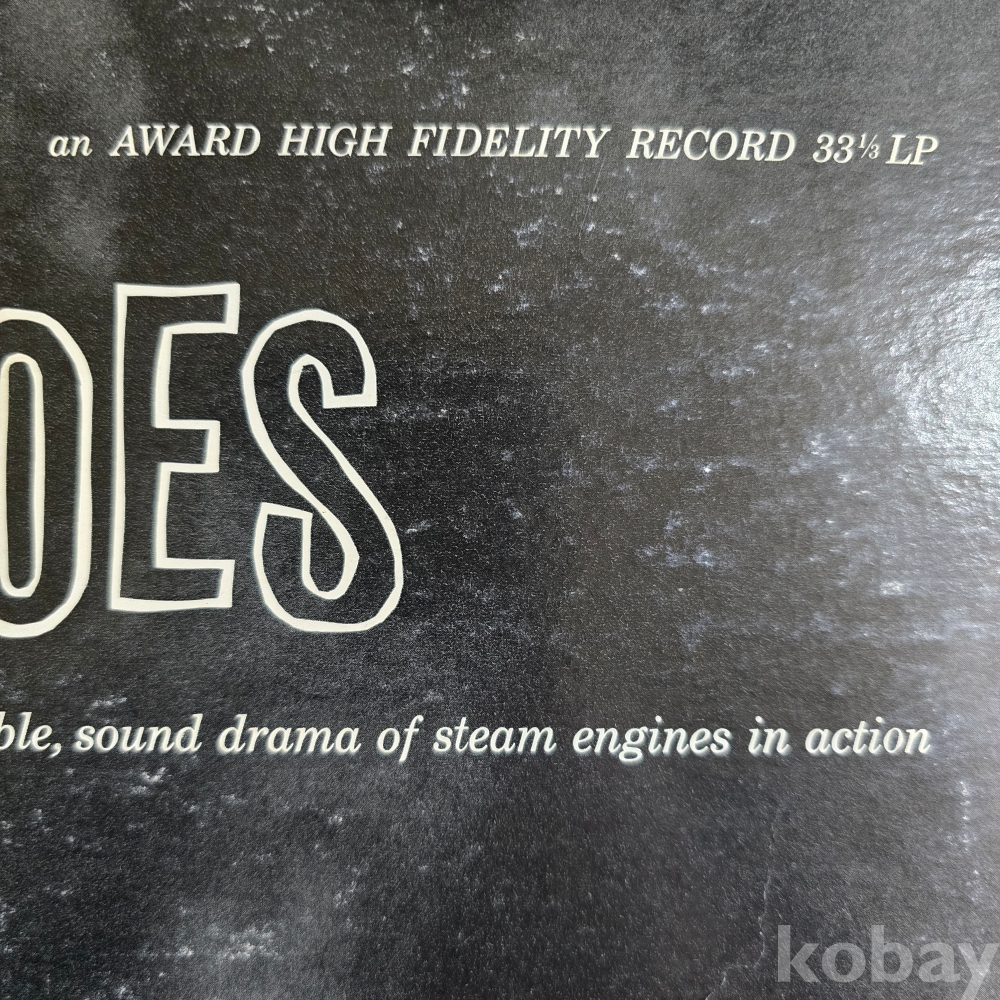 an AWARD HIGH FIDELITY RECORD 33⅓ LP
OES
ble, sound drama of steam engines in action
kobay